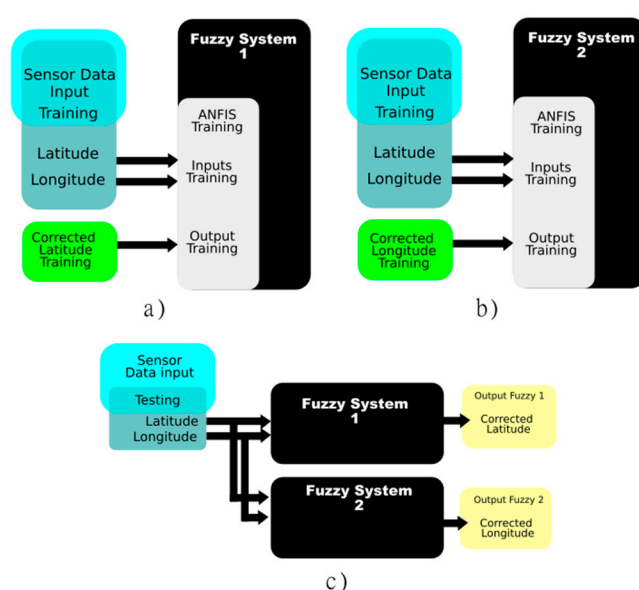 Sensor Data
Input
Training
Latitude
Longitude
Corrected
Latitude
Training
Fuzzy System
1
ANFIS
Training
Inputs
Training
Output
Training
a)
Sensor Data
Input
Training
Latitude
Longitude
Corrected
Longitude
Training
Fuzzy System
2
ANFIS
Training
Inputs
Training
Output
Training
b)
Sensor
Data input
Testing
Latitude
Longitude
Fuzzy System
1
Output Fuzzy 1
Corrected
Latitude
Fuzzy System
2
Output Fuzzy 2
Corrected
Longitude
c)